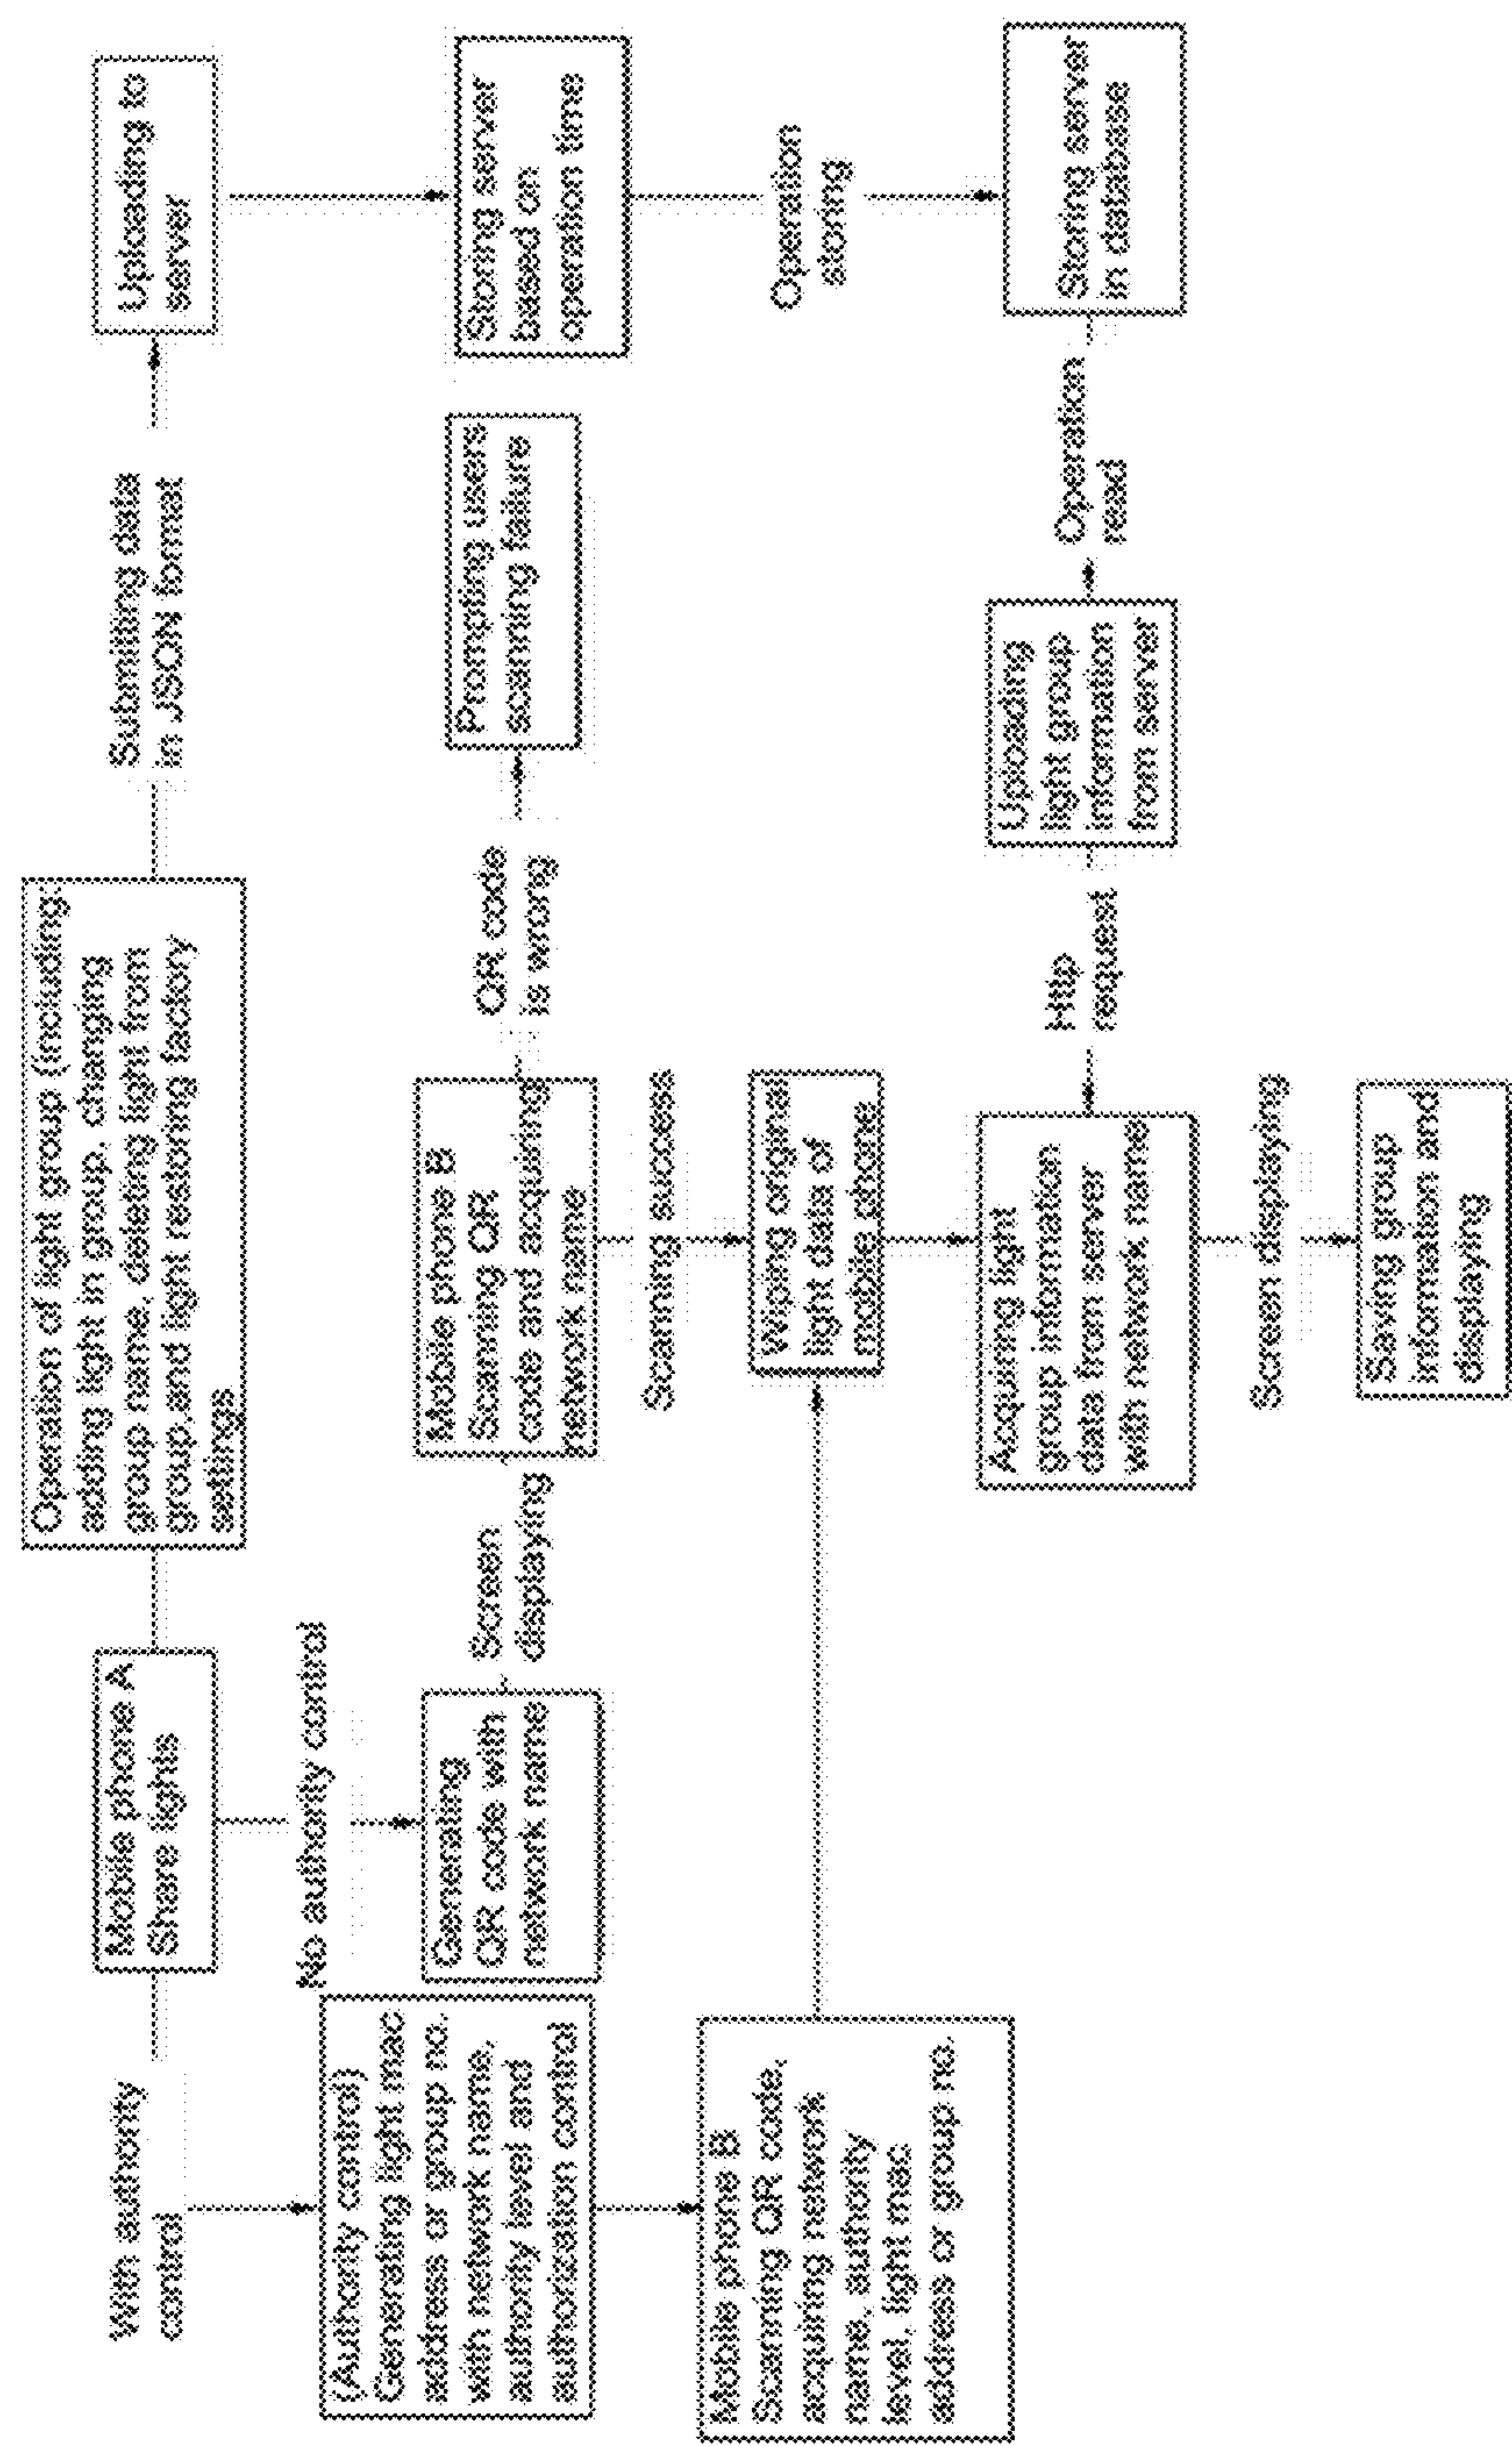 With authority
control
Mobile phone A
Share lights
Operation of light group (including:
adding light in group, changing
group name, deleting light from
group,and light restoring factory
settings
Submitting data
in JSON format
Uploading to
server
No authority control
(Authority control)
Generating light mac
address or group no.
with network name,
authority level and
authorization control
Generating
QR code with
network name
Screen
displaying
Mobile phone B
Scanning QR
code and acquiring
network name
QR code
is wrong
Prompting users
scanning failure
Storing server
based on
operation time
Scanning success
Operation
storing
Mobile phone B
Scanning QR code,
acquiring network
name, authority
level, light mac
address or group no.
Wiping original
light data of
mobile phone
Acquiring light
group information
data from server
with network name
Http
request
Uploading
light group
information
from server
Operation
read
Storing server
in database
Screen displaying
Saving group
information and
displaying